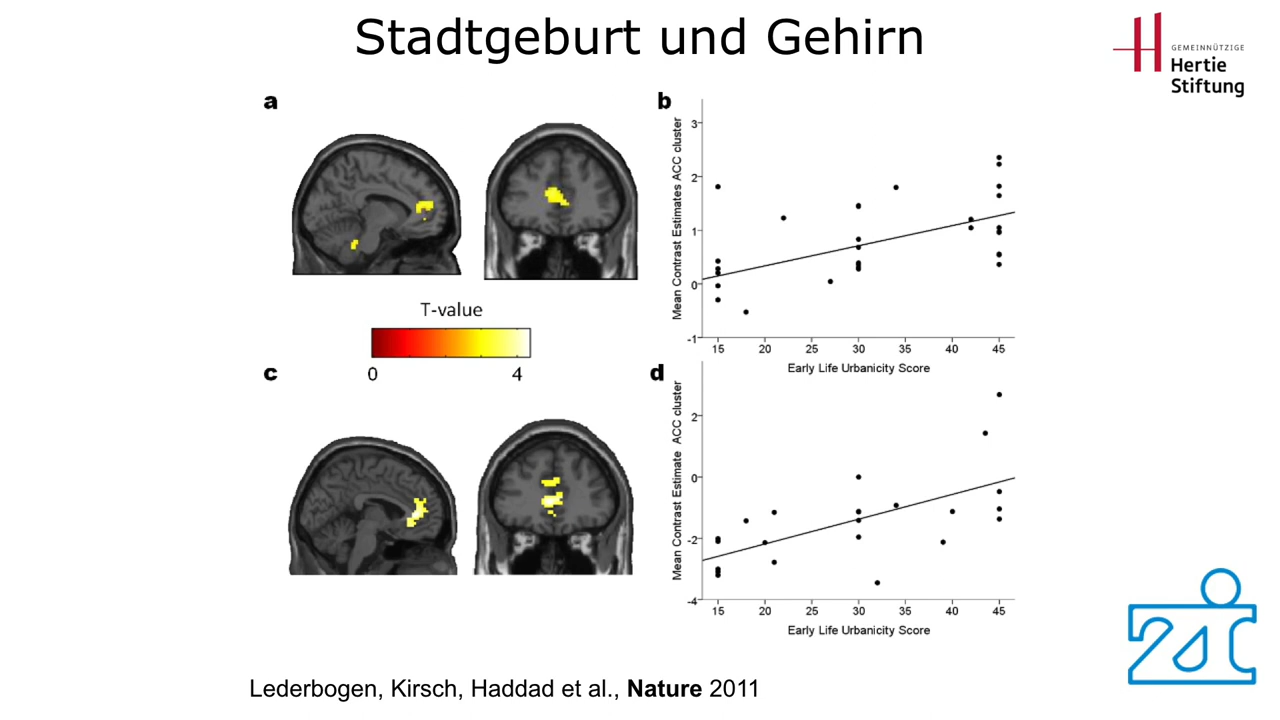 Stadtgeburt und Gehirn
GEMEINNÜTZIGE
Hertie
Stiftung
a
b
Mean Contrast Estimates ACC cluster
3
2
1
0
-1
15 20 25 30 35 40 45
Early Life Urbanicity Score
T-value
0 4
c
d
Mean Contrast Estimate ACC cluster
2
0
-2
-4
15 20 25 30 35 40 45
Early Life Urbanicity Score
Lederbogen, Kirsch, Haddad et al., Nature 2011